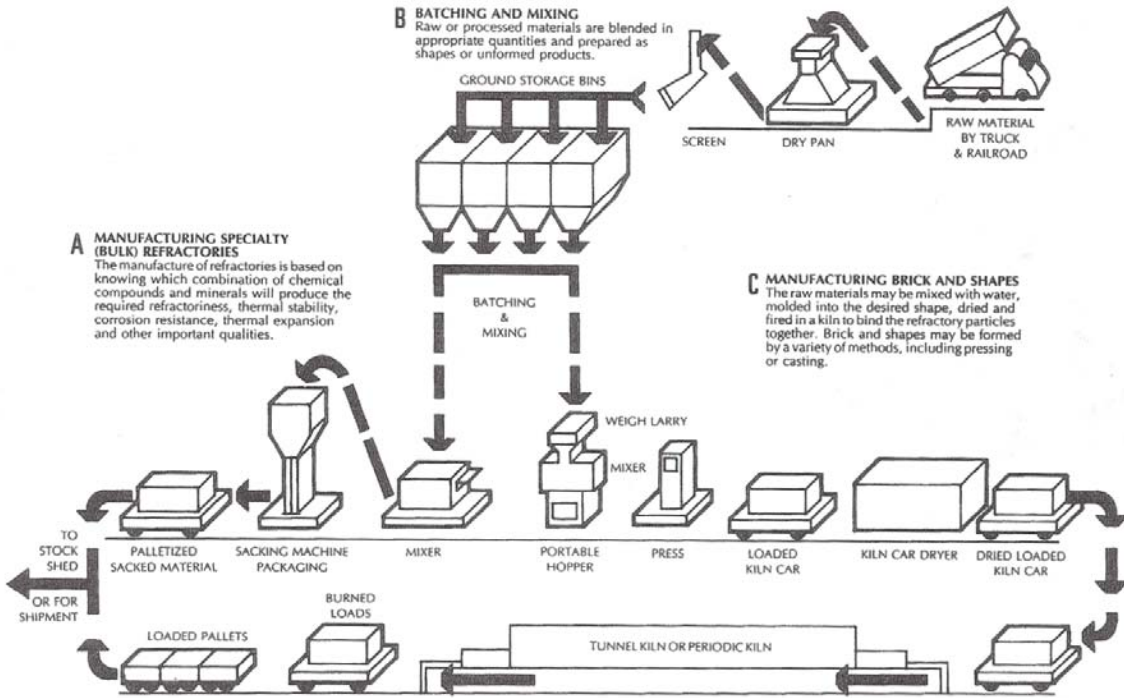 B BATCHING AND MIXING
Raw or processed materials are blended in
appropriate quantities and prepared as
shapes or unformed products.
GROUND STORAGE BINS
SCREEN
DRY PAN
RAW MATERIAL
BY TRUCK
& RAILROAD
A MANUFACTURING SPECIALTY
(BULK) REFRACTORIES
The manufacture of refractories is based on
knowing which combination of chemical
compounds and minerals will produce the
required refractoriness, thermal stability,
corrosion resistance, thermal expansion
and other important qualities.
BATCHING
&
MIXING
C MANUFACTURING BRICK AND SHAPES
The raw materials may be mixed with water,
molded into the desired shape, dried and
fired in a kiln to bind the refractory particles
together. Brick and shapes may be formed
by a variety of methods, including pressing
or casting.
WEIGH LARRY
MIXER
TO
STOCK
SHED
PALLETIZED
SACKED MATERIAL
SACKING MACHINE
PACKAGING
MIXER
PORTABLE
HOPPER
PRESS
LOADED
KILN CAR
KILN CAR DRYER
DRIED LOADED
KILN CAR
OR FOR
SHIPMENT
LOADED PALLETS
BURNED
LOADS
TUNNEL KILN OR PERIODIC KILN